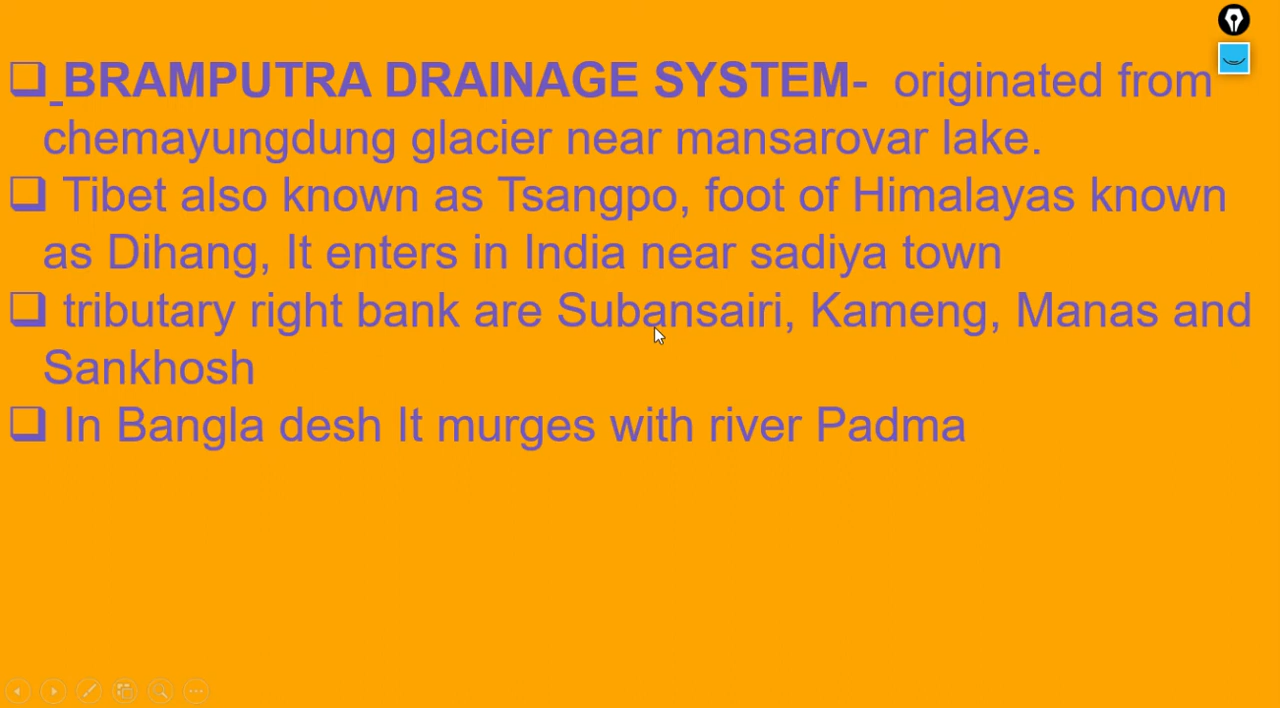 ❑ BRAMPUTRA DRAINAGE SYSTEM- originated from
chemayungdung glacier near mansarovar lake.
❑ Tibet also known as Tsangpo, foot of Himalayas known
as Dihang, It enters in India near sadiya town
❑ tributary right bank are Subansairi, Kameng, Manas and
Sankhosh
❑ In Bangla desh It murges with river Padma